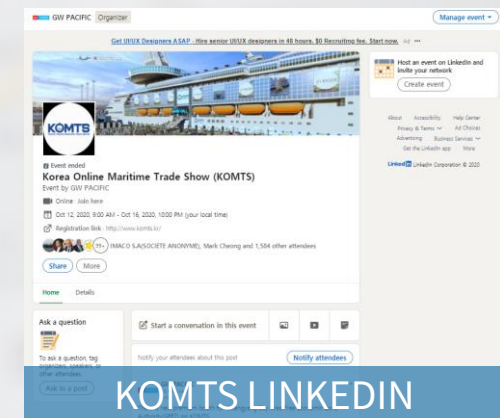 GW PACIFIC Organizer
Manage event
Get UI/UX Designers ASAP - Hire senior UI/UX designers in 48 hours. $0 Recruiting fee. Start now. Ad
Host an event on LinkedIn and invite your network
Create event
KOMTS
About Accessibility Help Center
Privacy & Terms Ad Choices
Advertising Business Services
Get the LinkedIn app More
LinkedIn LinkedIn Corporation © 2020
Event ended
Korea Online Maritime Trade Show (KOMTS)
Event by GW PACIFIC
Online · Join here
Oct 12, 2020, 9:00 AM - Oct 16, 2020, 10:00 PM (your local time)
Registration link · http://www.komts.kr/
99+ IMACO S.A(SOCIETE ANONYME), Mark Cheong and 1,504 other attendees
Share More
Home Details
Ask a question
To ask a question, tag
organizers, speakers, or
other attendees.
Ask in a post
Start a conversation in this event
Notify your attendees about this post
Notify attendees
KOMTS LINKEDIN